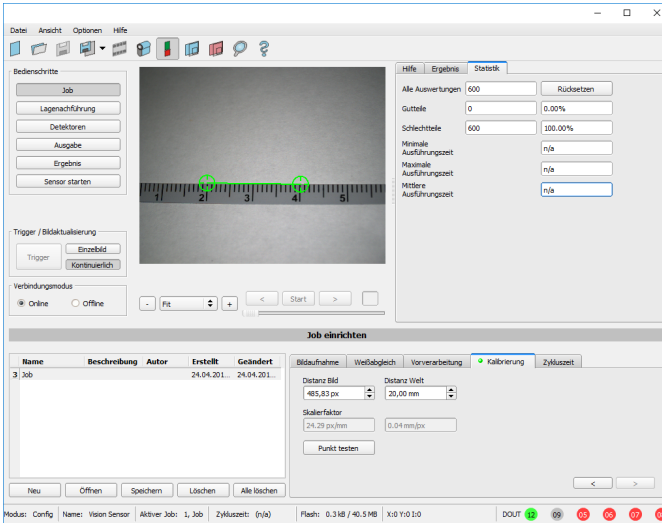 Datei Ansicht Optionen Hilfe
Bedienschritte
Job
Lagenachführung
Detektoren
Ausgabe
Ergebnis
Sensor starten
Trigger / Bildaktualisierung
Trigger
Einzelbild
Kontinuierlich
Verbindungsmodus
Online Offline
1 2 3 4 5
- Fit + < Start >
Hilfe Ergebnis Statistik
Alle Auswertungen 600 Rücksetzen
Gutteile 0 0.00%
Schlechtteile 600 100.00%
Minimale
Ausführungszeit n/a
Maximale
Ausführungszeit n/a
Mittlere
Ausführungszeit n/a
Job einrichten
Name Beschreibung Autor Erstellt Geändert
3 Job 24.04.201... 24.04.201...
Neu Öffnen Speichern Löschen Alle löschen
Bildaufnahme Weißabgleich Vorverarbeitung Kalibrierung Zykluszeit
Distanz Bild Distanz Welt
485,83 px 20,00 mm
Skalierfaktor
24.29 px/mm 0.04 mm/px
Punkt testen
< >
Modus: Config Name: Vision Sensor Aktiver Job: 1, Job Zykluszeit: (n/a) Flash: 0.3 kB / 40.5 MB X:0 Y:0 I:0 DOUT 12 09 05 06 07